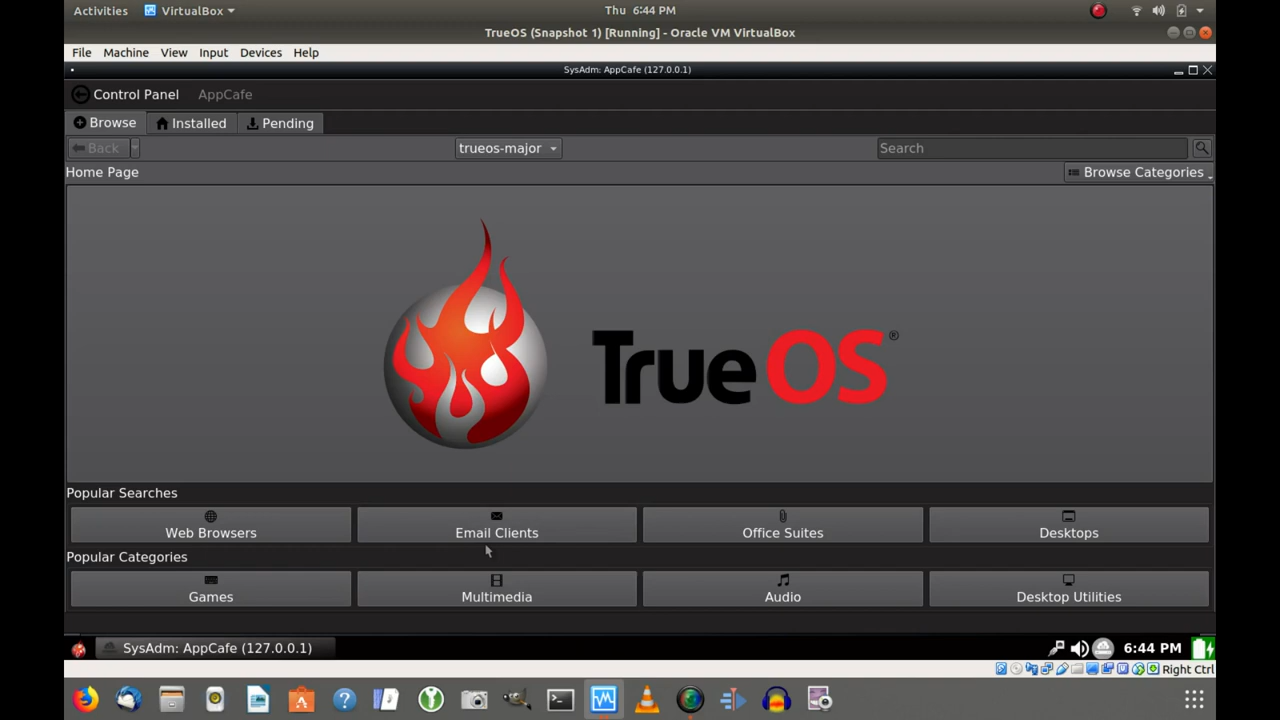 Activities VirtualBox Thu 6:44 PM
TrueOS (Snapshot 1) [Running] - Oracle VM VirtualBox
File Machine View Input Devices Help
SysAdm: AppCafe (127.0.0.1)
Control Panel AppCafe
Browse Installed Pending
Back trueos-major Search
Home Page Browse Categories
TrueOS®
Popular Searches
Web Browsers Email Clients Office Suites Desktops
Popular Categories
Games Multimedia Audio Desktop Utilities
SysAdm: AppCafe (127.0.0.1) 6:44 PM
Right Ctrl